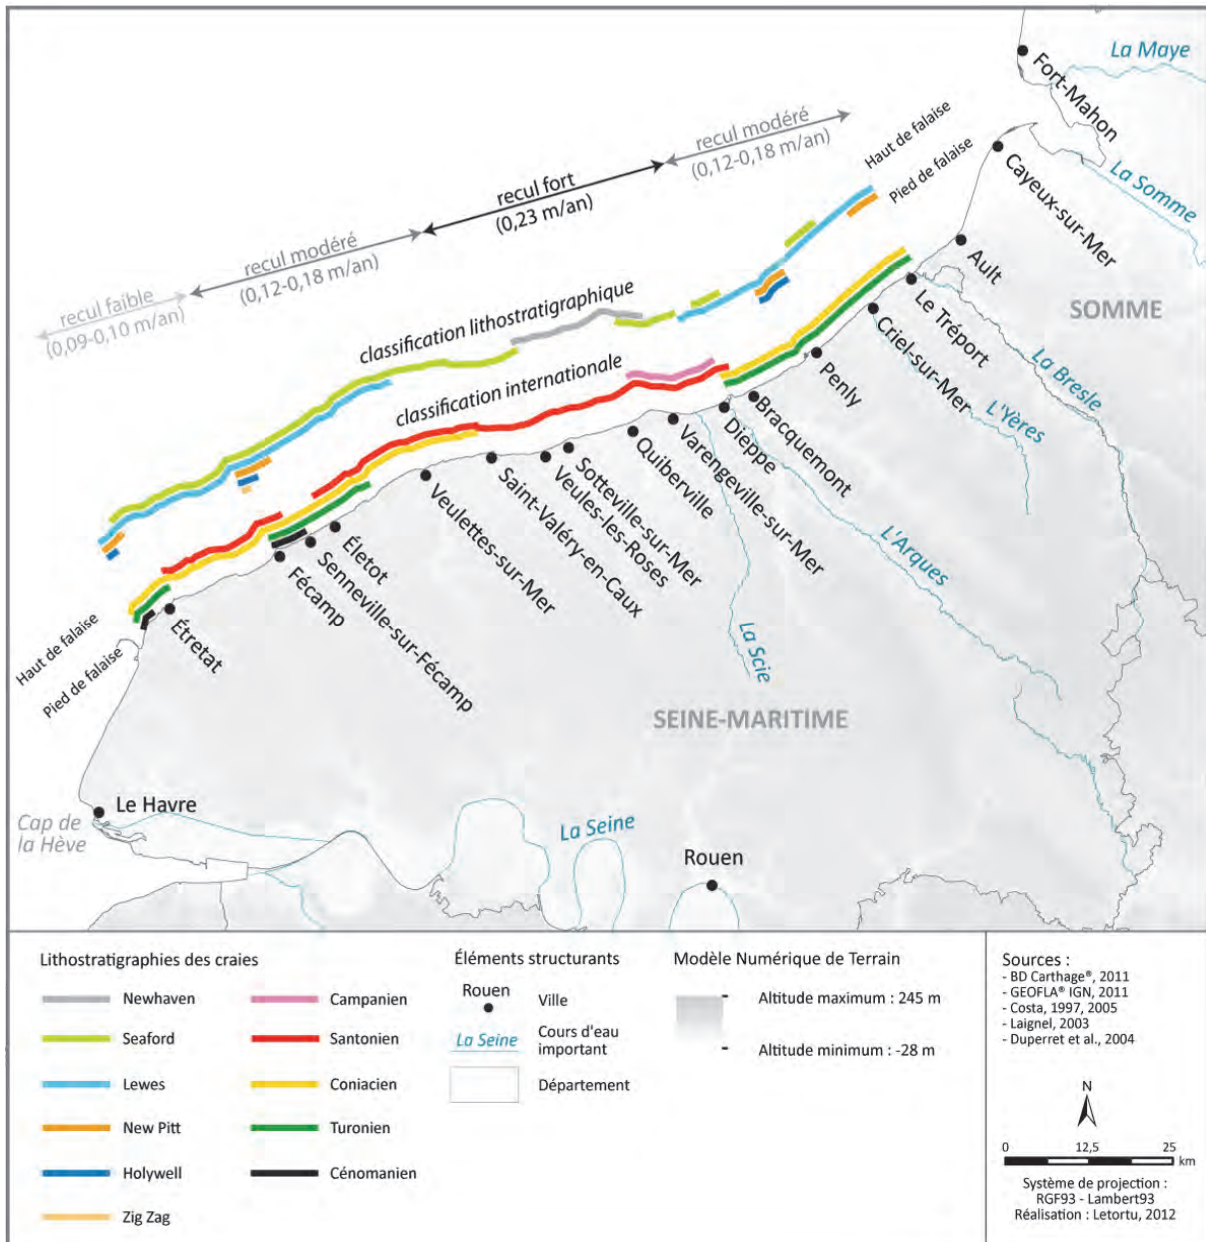 La Maye
Fort-Mahon
La Somme
Cayeux-sur-Mer
Ault
SOMME
Le Tréport
La Bresle
Criel-sur-Mer
L'Yères
Penly
Bracquemont
Dieppe
L'Arques
Varengeville-sur-Mer
Quiberville
La Scie
Sotteville-sur-Mer
Veules-les-Roses
Saint-Valéry-en-Caux
Veulettes-sur-Mer
Életot
Senneville-sur-Fécamp
Fécamp
Étretat
recul faible
(0,09-0,10 m/an)
recul modéré
(0,12-0,18 m/an)
recul fort
(0,23 m/an)
recul modéré
(0,12-0,18 m/an)
Haut de falaise
Pied de falaise
classification lithostratigraphique
classification internationale
Haut de falaise
Pied de falaise
SEINE-MARITIME
Le Havre
Cap de
la Hève
La Seine
Rouen
Lithostratigraphies des craies
Newhaven
Seaford
Lewes
New Pitt
Holywell
Zig Zag
Campanien
Santonien
Coniacien
Turonien
Cénomanien
Éléments structurants
Rouen
Ville
La Seine
Cours d'eau
important
Département
Modèle Numérique de Terrain
Altitude maximum : 245 m
Altitude minimum : -28 m
Sources :
- BD Carthage®, 2011
- GEOFLA® IGN, 2011
- Costa, 1997, 2005
- Laignel, 2003
- Duperret et al., 2004
N
0 12,5 25
km
Système de projection :
RGF93 - Lambert93
Réalisation : Letortu, 2012